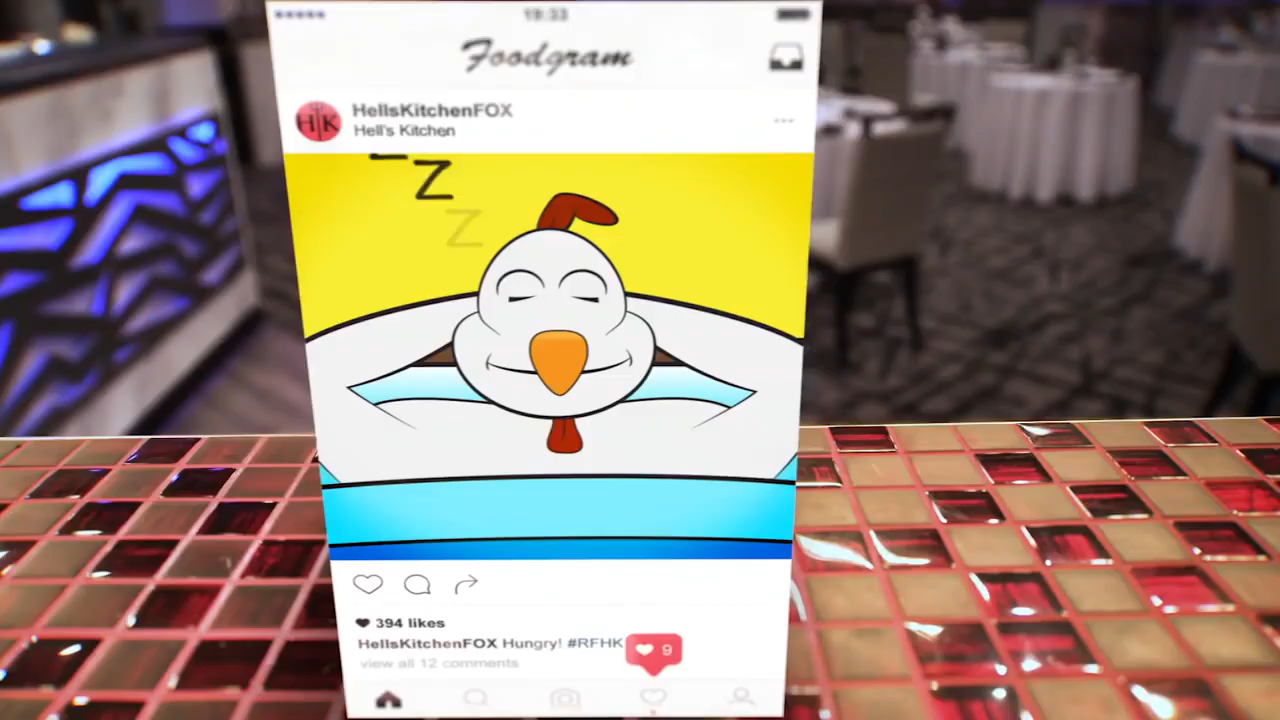 19:33
Foodgram
HK
HellsKitchenFOX
Hell's Kitchen
Z
Z
394 likes
HellsKitchenFOX Hungry! #RFHK
9
view all 12 comments